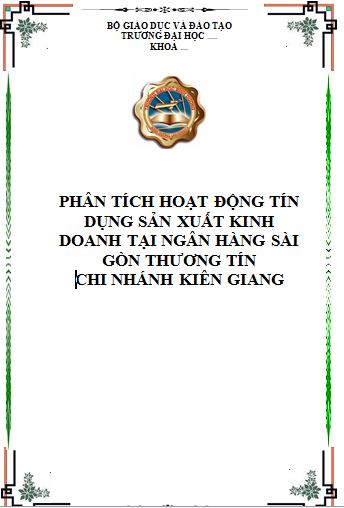 BỘ GIÁO DỤC VÀ ĐÀO TẠO
TRƯỜNG ĐẠI HỌC ....
KHOA ...
PHÂN TÍCH HOẠT ĐỘNG TÍN
DỤNG SẢN XUẤT KINH
DOANH TẠI NGÂN HÀNG SÀI
GÒN THƯƠNG TÍN
CHI NHÁNH KIÊN GIANG